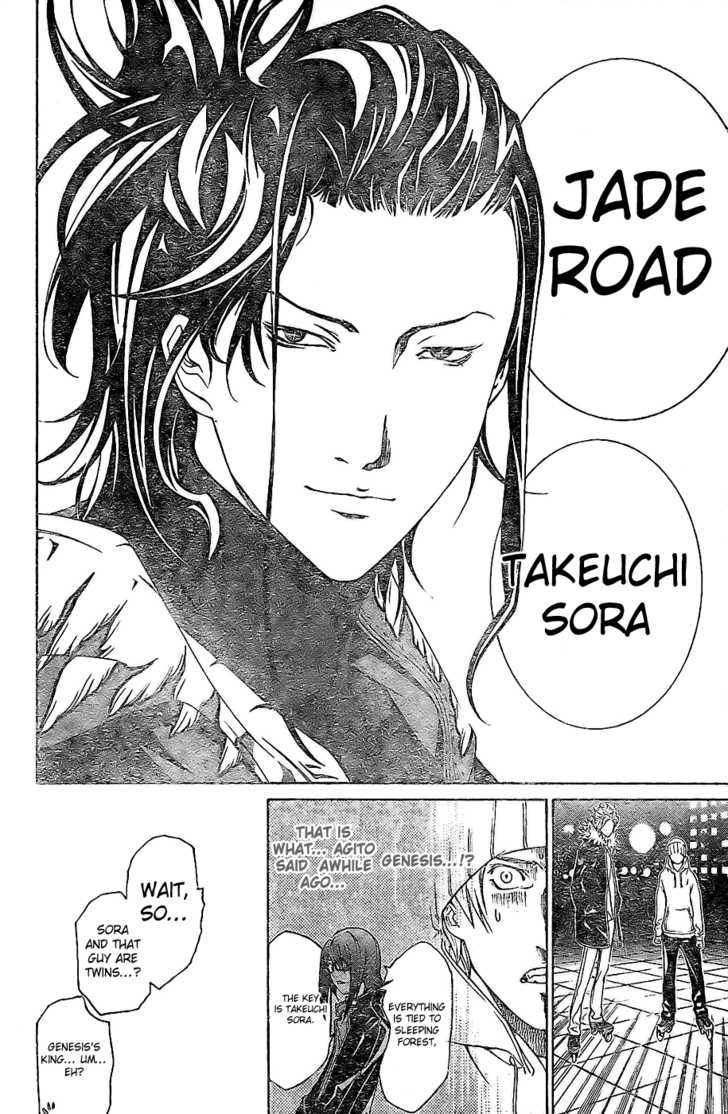 JADE
ROAD
TAKEUCHI
SORA
THAT IS
WHAT... AGITO
SAID AWHILE
AGO...
GENESIS...!?
EVERYTHING
IS TIED TO
SLEEPING
FOREST,
THE KEY
IS TAKEUCHI
SORA.
WAIT,
SO...
SORA
AND THAT
GUY ARE
TWINS...?
GENESIS'S
KING... UM...
EH?